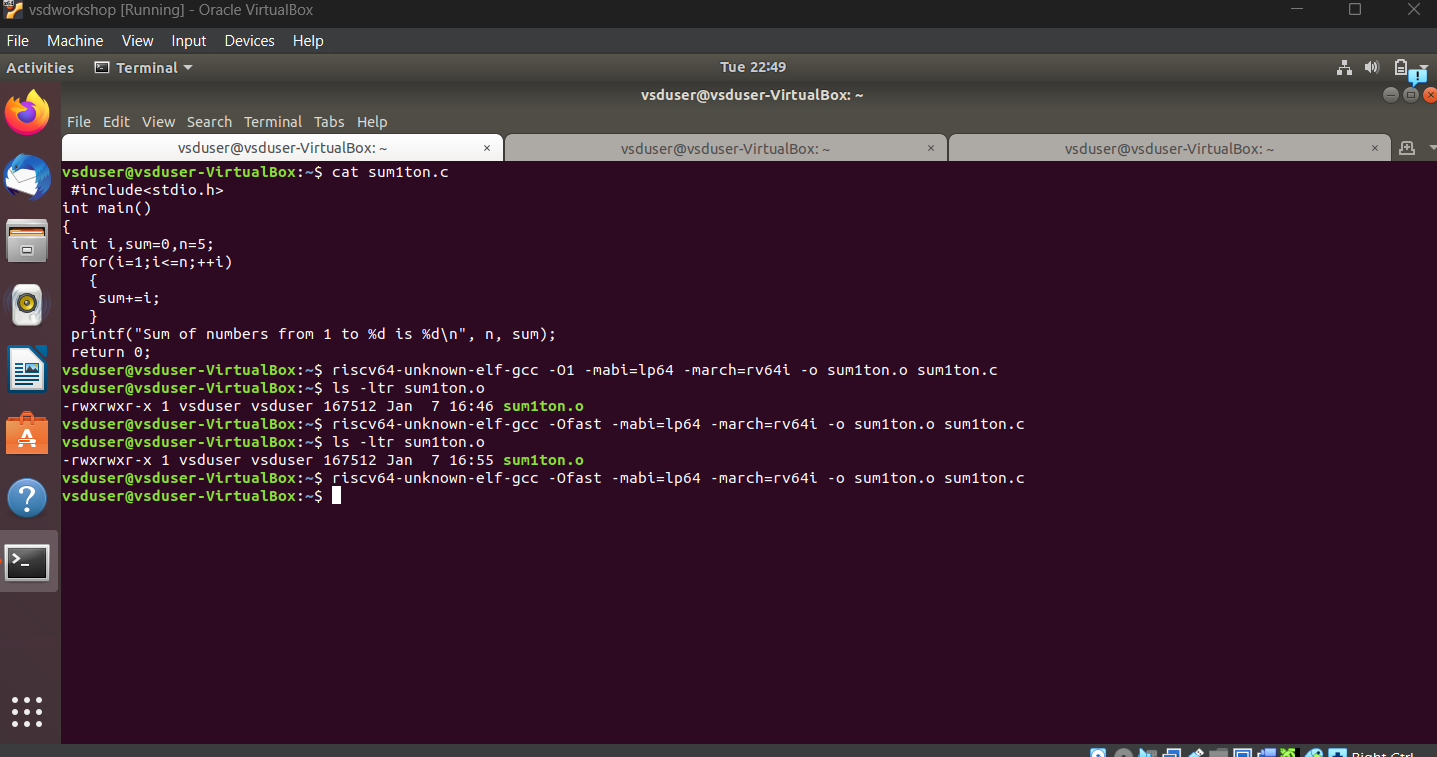 vsdworkshop [Running] - Oracle VirtualBox
File Machine View Input Devices Help
Activities Terminal Tue 22:49
vsduser@vsduser-VirtualBox: ~
File Edit View Search Terminal Tabs Help
vsduser@vsduser-VirtualBox: ~ × vsduser@vsduser-VirtualBox: ~ × vsduser@vsduser-VirtualBox: ~ ×
vsduser@vsduser-VirtualBox:~$ cat sum1ton.c
 #include<stdio.h>
int main()
{
 int i,sum=0,n=5;
  for(i=1;i<=n;++i)
   {
    sum+=i;
   }
 printf("Sum of numbers from 1 to %d is %d\n", n, sum);
 return 0;
vsduser@vsduser-VirtualBox:~$ riscv64-unknown-elf-gcc -O1 -mabi=lp64 -march=rv64i -o sum1ton.o sum1ton.c
vsduser@vsduser-VirtualBox:~$ ls -ltr sum1ton.o
-rwxrwxr-x 1 vsduser vsduser 167512 Jan  7 16:46 sum1ton.o
vsduser@vsduser-VirtualBox:~$ riscv64-unknown-elf-gcc -Ofast -mabi=lp64 -march=rv64i -o sum1ton.o sum1ton.c
vsduser@vsduser-VirtualBox:~$ ls -ltr sum1ton.o
-rwxrwxr-x 1 vsduser vsduser 167512 Jan  7 16:55 sum1ton.o
vsduser@vsduser-VirtualBox:~$ riscv64-unknown-elf-gcc -Ofast -mabi=lp64 -march=rv64i -o sum1ton.o sum1ton.c
vsduser@vsduser-VirtualBox:~$
Right Ctrl